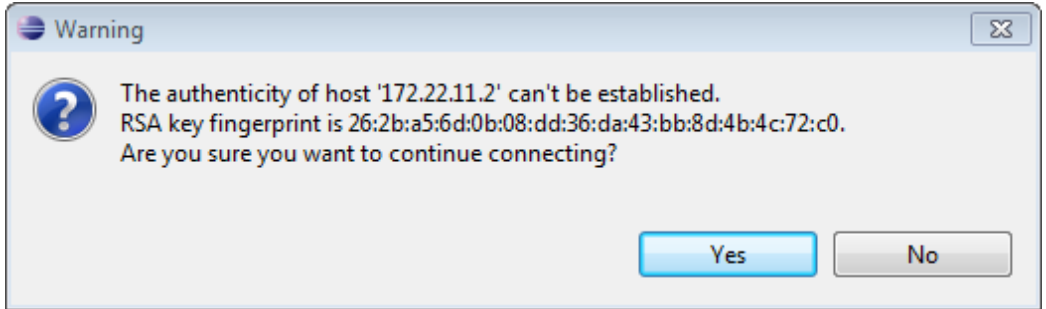 Warning
The authenticity of host '172.22.11.2' can't be established.
RSA key fingerprint is 26:2b:a5:6d:0b:08:dd:36:da:43:bb:8d:4b:4c:72:c0.
Are you sure you want to continue connecting?
Yes
No